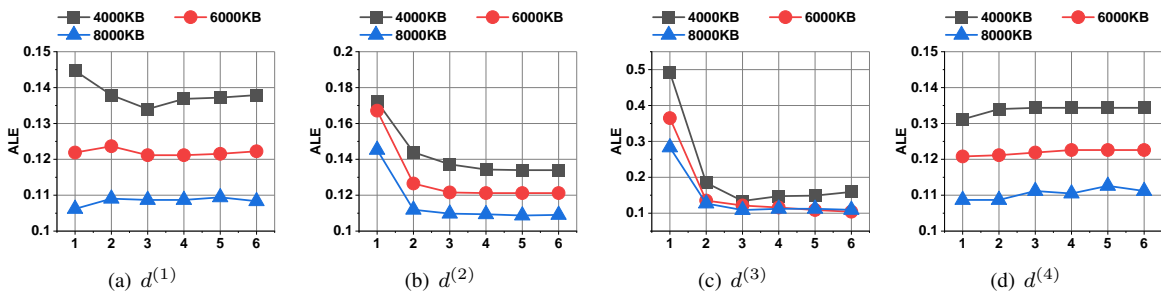 4000KB 6000KB
8000KB
ALE
0.15
0.14
0.13
0.12
0.11
0.1
1 2 3 4 5 6
(a) d^(1)
4000KB 6000KB
8000KB
ALE
0.2
0.18
0.16
0.14
0.12
0.1
1 2 3 4 5 6
(b) d^(2)
4000KB 6000KB
8000KB
ALE
0.5
0.4
0.3
0.2
0.1
1 2 3 4 5 6
(c) d^(3)
4000KB 6000KB
8000KB
ALE
0.15
0.14
0.13
0.12
0.11
0.1
1 2 3 4 5 6
(d) d^(4)